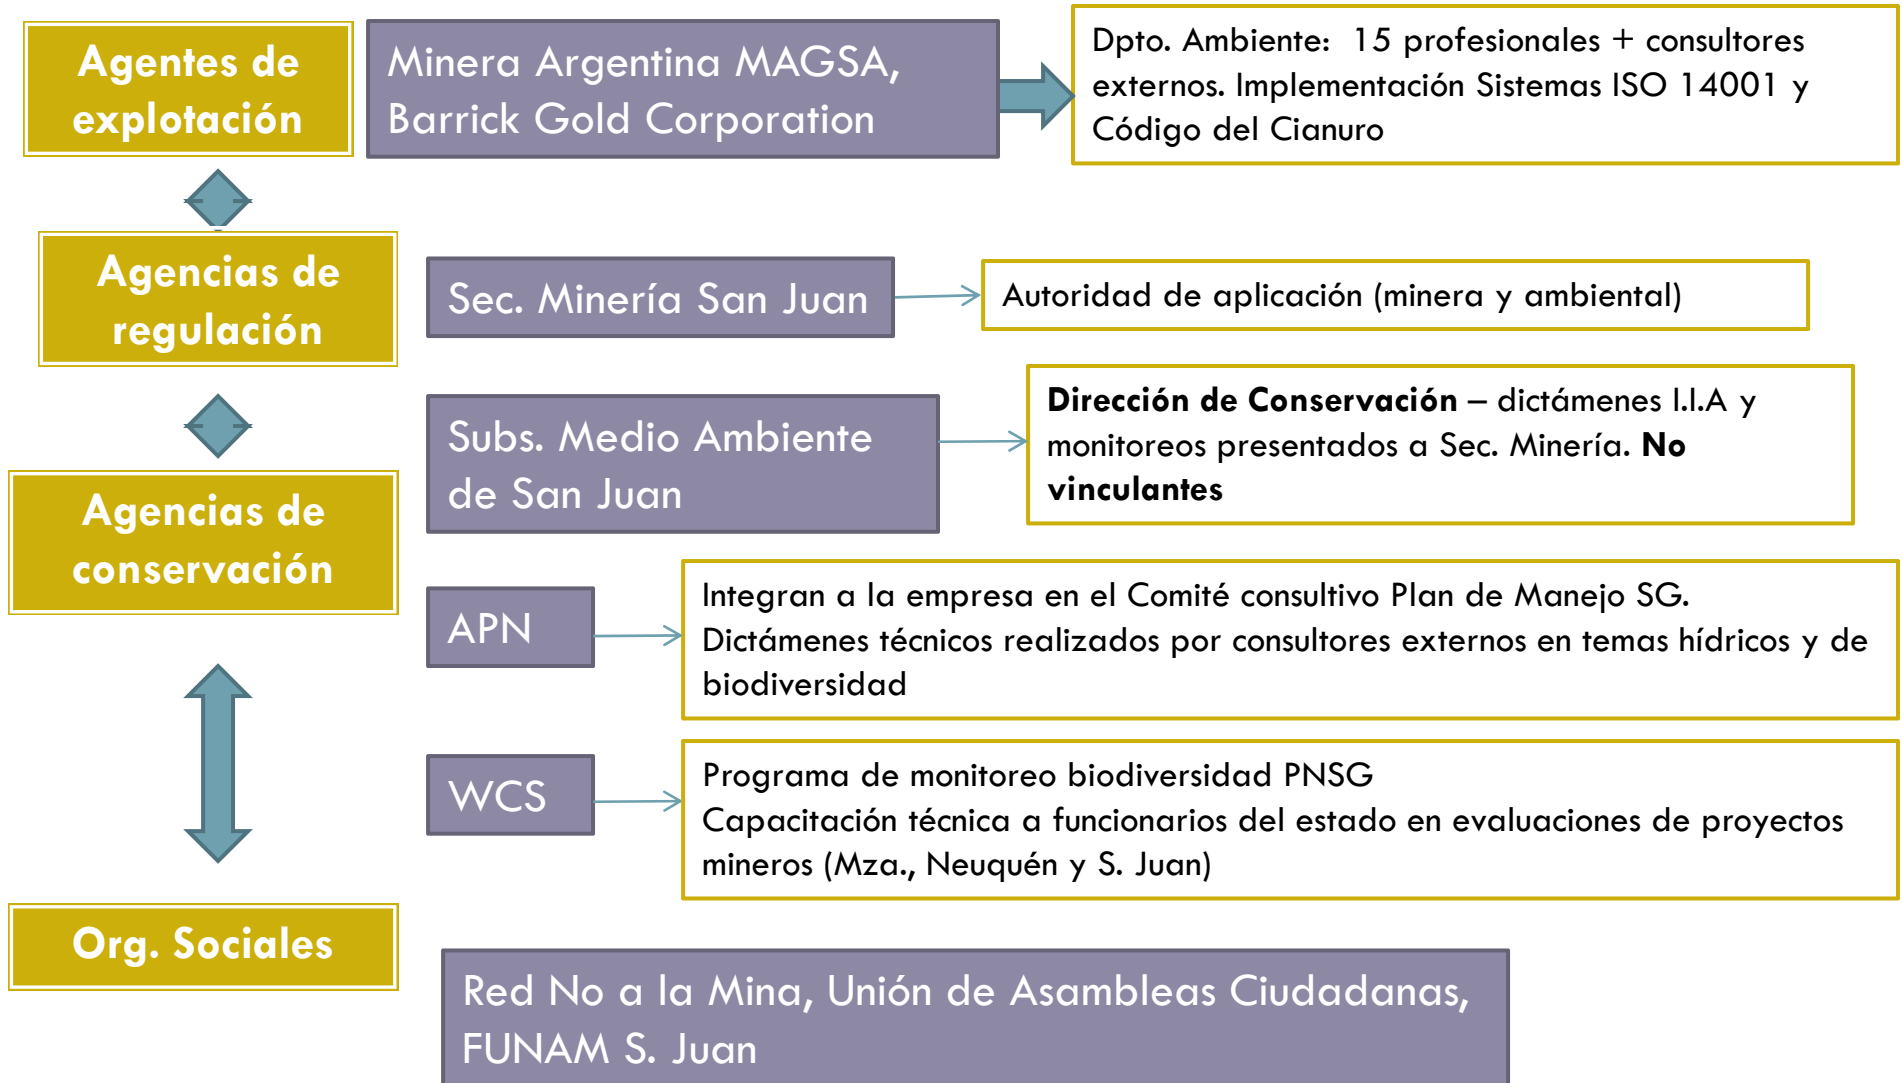 Agentes de
explotación
Minera Argentina MAGSA,
Barrick Gold Corporation
Dpto. Ambiente: 15 profesionales + consultores
externos. Implementación Sistemas ISO 14001 y
Código del Cianuro
Agencias de
regulación
Sec. Minería San Juan
Autoridad de aplicación (minera y ambiental)
Agencias de
conservación
Subs. Medio Ambiente
de San Juan
Dirección de Conservación – dictámenes I.I.A y
monitoreos presentados a Sec. Minería. No
vinculantes
APN
Integran a la empresa en el Comité consultivo Plan de Manejo SG.
Dictámenes técnicos realizados por consultores externos en temas hídricos y de
biodiversidad
WCS
Programa de monitoreo biodiversidad PNSG
Capacitación técnica a funcionarios del estado en evaluaciones de proyectos
mineros (Mza., Neuquén y S. Juan)
Org. Sociales
Red No a la Mina, Unión de Asambleas Ciudadanas,
FUNAM S. Juan